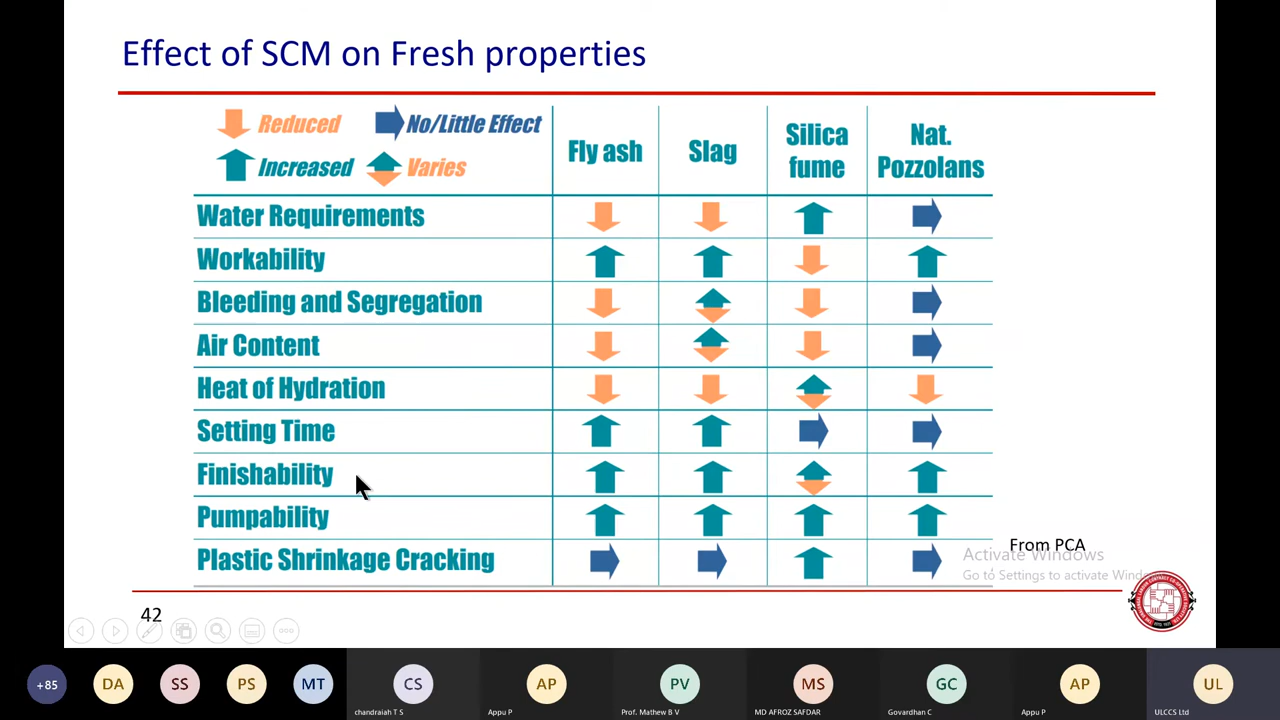 Effect of SCM on Fresh properties
Reduced No/Little Effect
Increased Varies
Fly ash Slag Silica fume Nat. Pozzolans
Water Requirements
Workability
Bleeding and Segregation
Air Content
Heat of Hydration
Setting Time
Finishability
Pumpability
Plastic Shrinkage Cracking
From PCA
Activate Windows
Go to Settings to activate
42
+85 DA SS PS MT CS AP PV MS GC AP UL
chandraiah T S Appu P Prof. Mathew B V MD AFROZ SAFDAR Govardhan C Appu P ULCCS Ltd